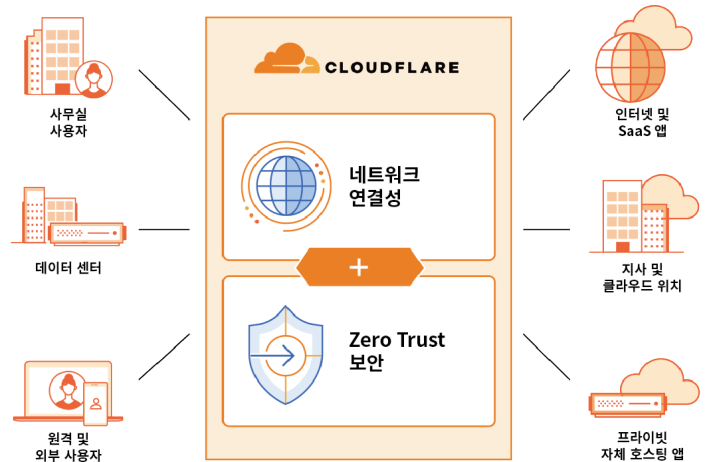 CLOUDFLARE
사무실
사용자
데이터 센터
원격 및
외부 사용자
네트워크
연결성
Zero Trust
보안
인터넷 및
SaaS 앱
지사 및
클라우드 위치
프라이빗
자체 호스팅 앱